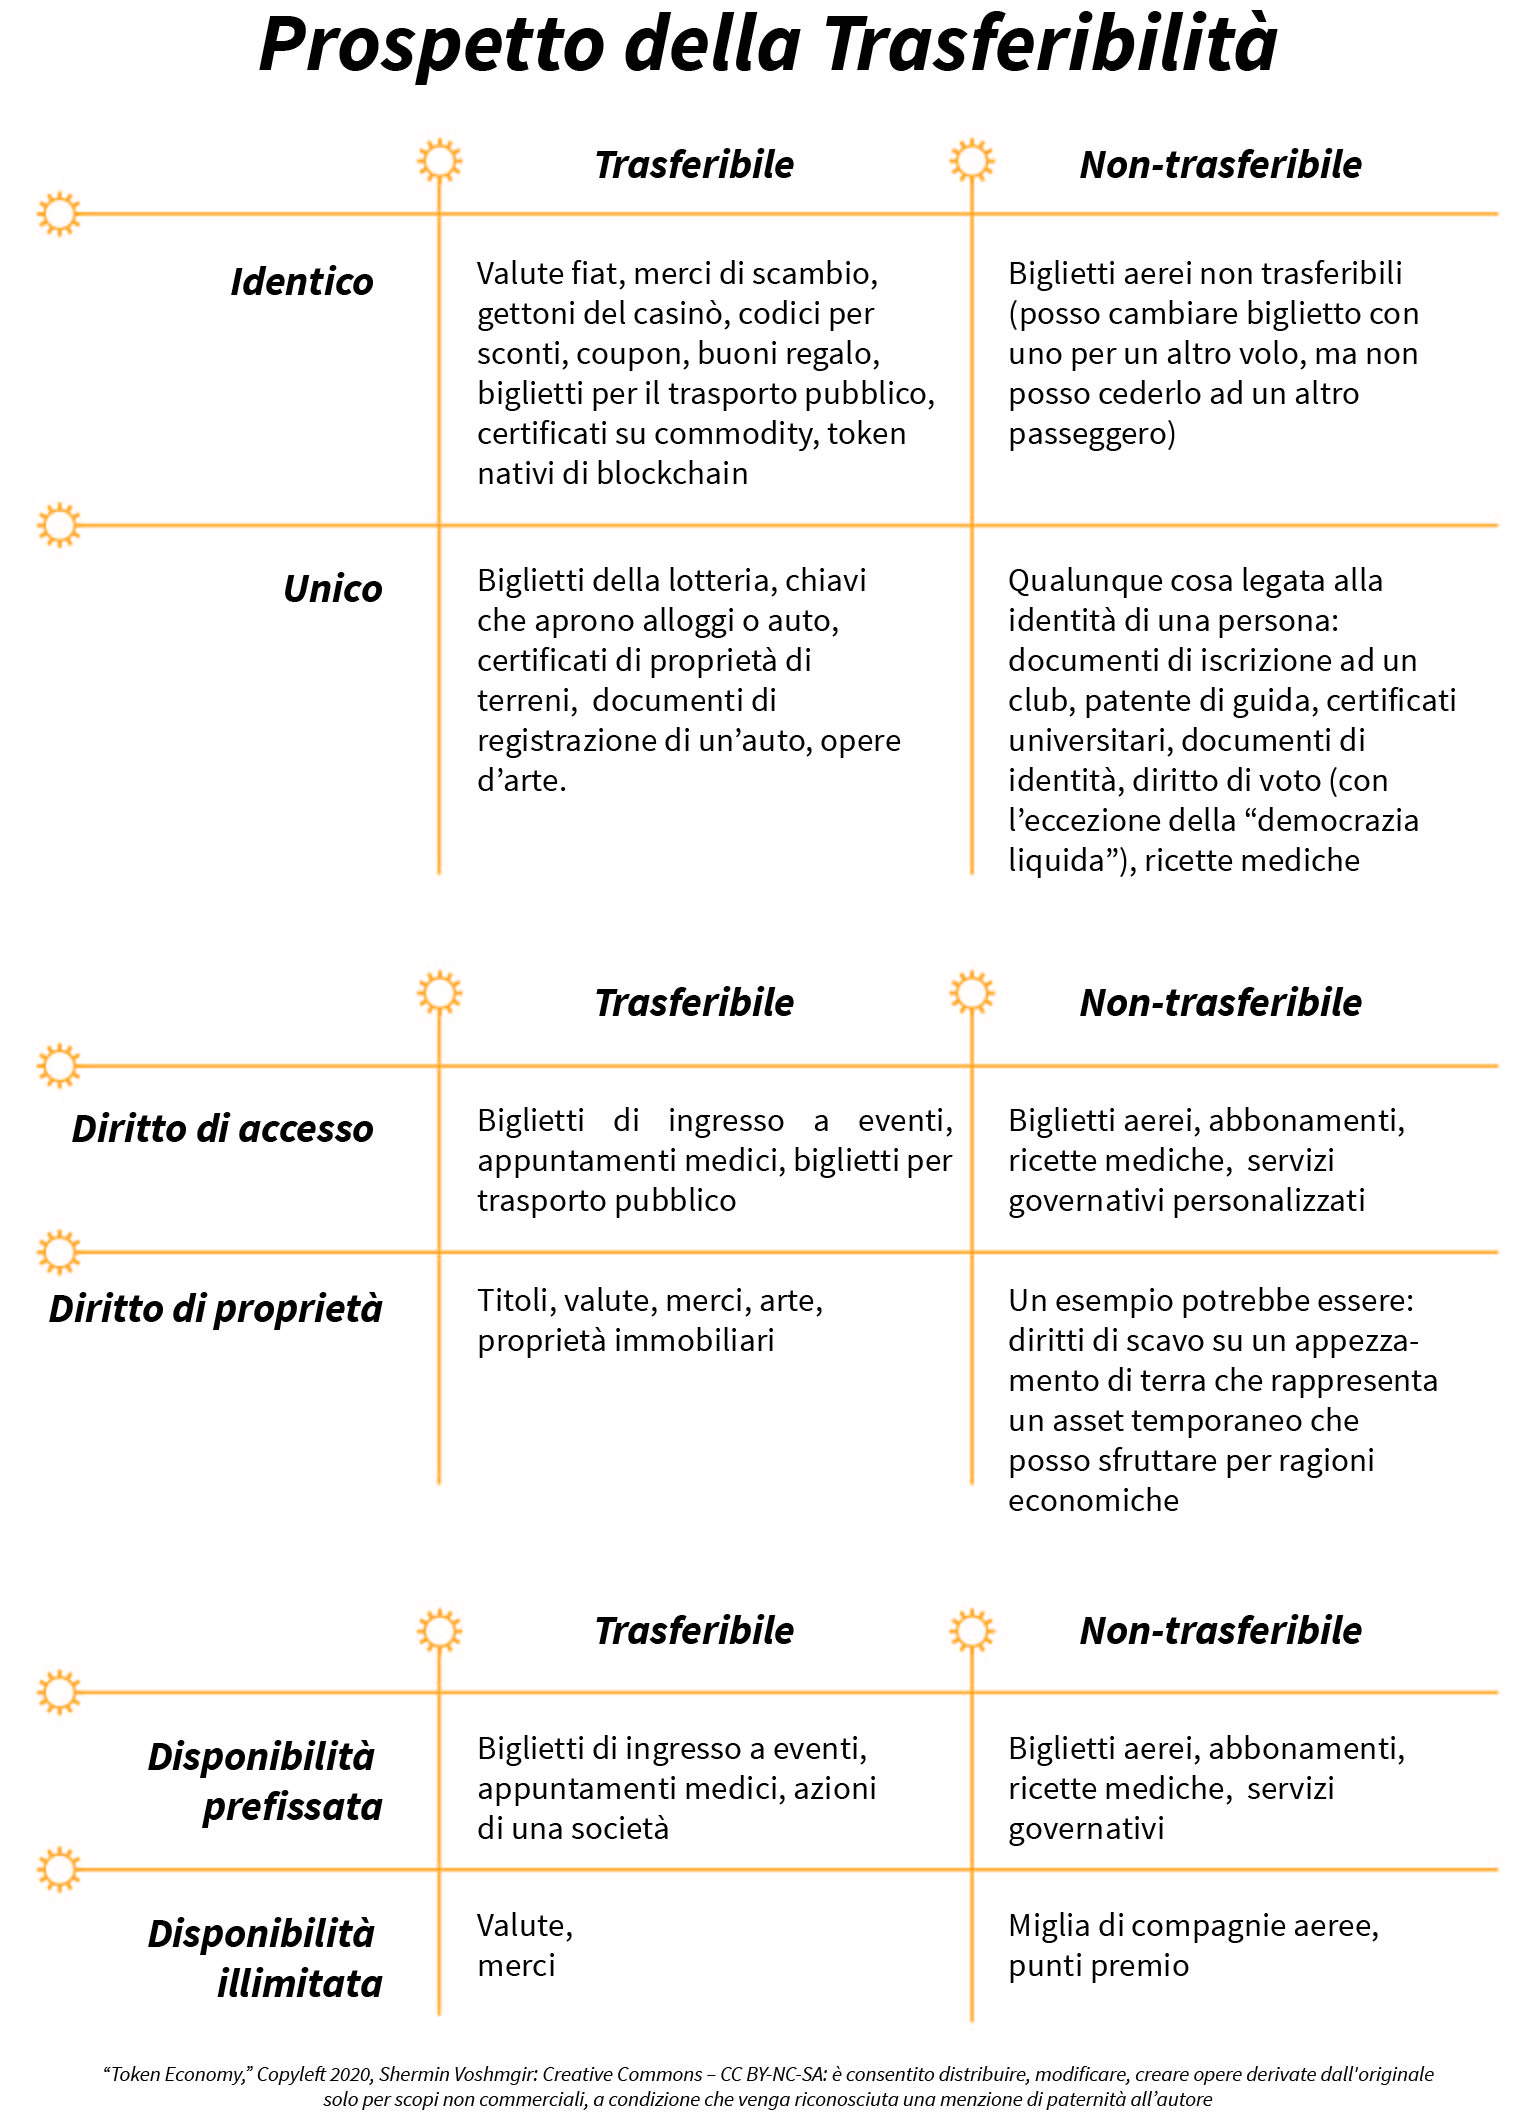 Prospetto della Trasferibilità
Trasferibile
Non-trasferibile
Identico
Valute fiat, merci di scambio,
gettoni del casinò, codici per
sconti, coupon, buoni regalo,
biglietti per il trasporto pubblico,
certificati su commodity, token
nativi di blockchain
Biglietti aerei non trasferibili
(posso cambiare biglietto con
uno per un altro volo, ma non
posso cederlo ad un altro
passeggero)
Unico
Biglietti della lotteria, chiavi
che aprono alloggi o auto,
certificati di proprietà di
terreni,  documenti di
registrazione di un’auto, opere
d’arte.
Qualunque cosa legata alla
identità di una persona:
documenti di iscrizione ad un
club, patente di guida, certificati
universitari, documenti di
identità, diritto di voto (con
l’eccezione della “democrazia
liquida”), ricette mediche
Trasferibile
Non-trasferibile
Diritto di accesso
Biglietti di ingresso a eventi,
appuntamenti medici, biglietti per
trasporto pubblico
Biglietti aerei, abbonamenti,
ricette mediche,  servizi
governativi personalizzati
Diritto di proprietà
Titoli, valute, merci, arte,
proprietà immobiliari
Un esempio potrebbe essere:
diritti di scavo su un appezza-
mento di terra che rappresenta
un asset temporaneo che
posso sfruttare per ragioni
economiche
Trasferibile
Non-trasferibile
Disponibilità
prefissata
Biglietti di ingresso a eventi,
appuntamenti medici, azioni
di una società
Biglietti aerei, abbonamenti,
ricette mediche,  servizi
governativi
Disponibilità
illimitata
Valute,
merci
Miglia di compagnie aeree,
punti premio
“Token Economy,” Copyleft 2020, Shermin Voshmgir: Creative Commons – CC BY-NC-SA: è consentito distribuire, modificare, creare opere derivate dall'originale
solo per scopi non commerciali, a condizione che venga riconosciuta una menzione di paternità all’autore